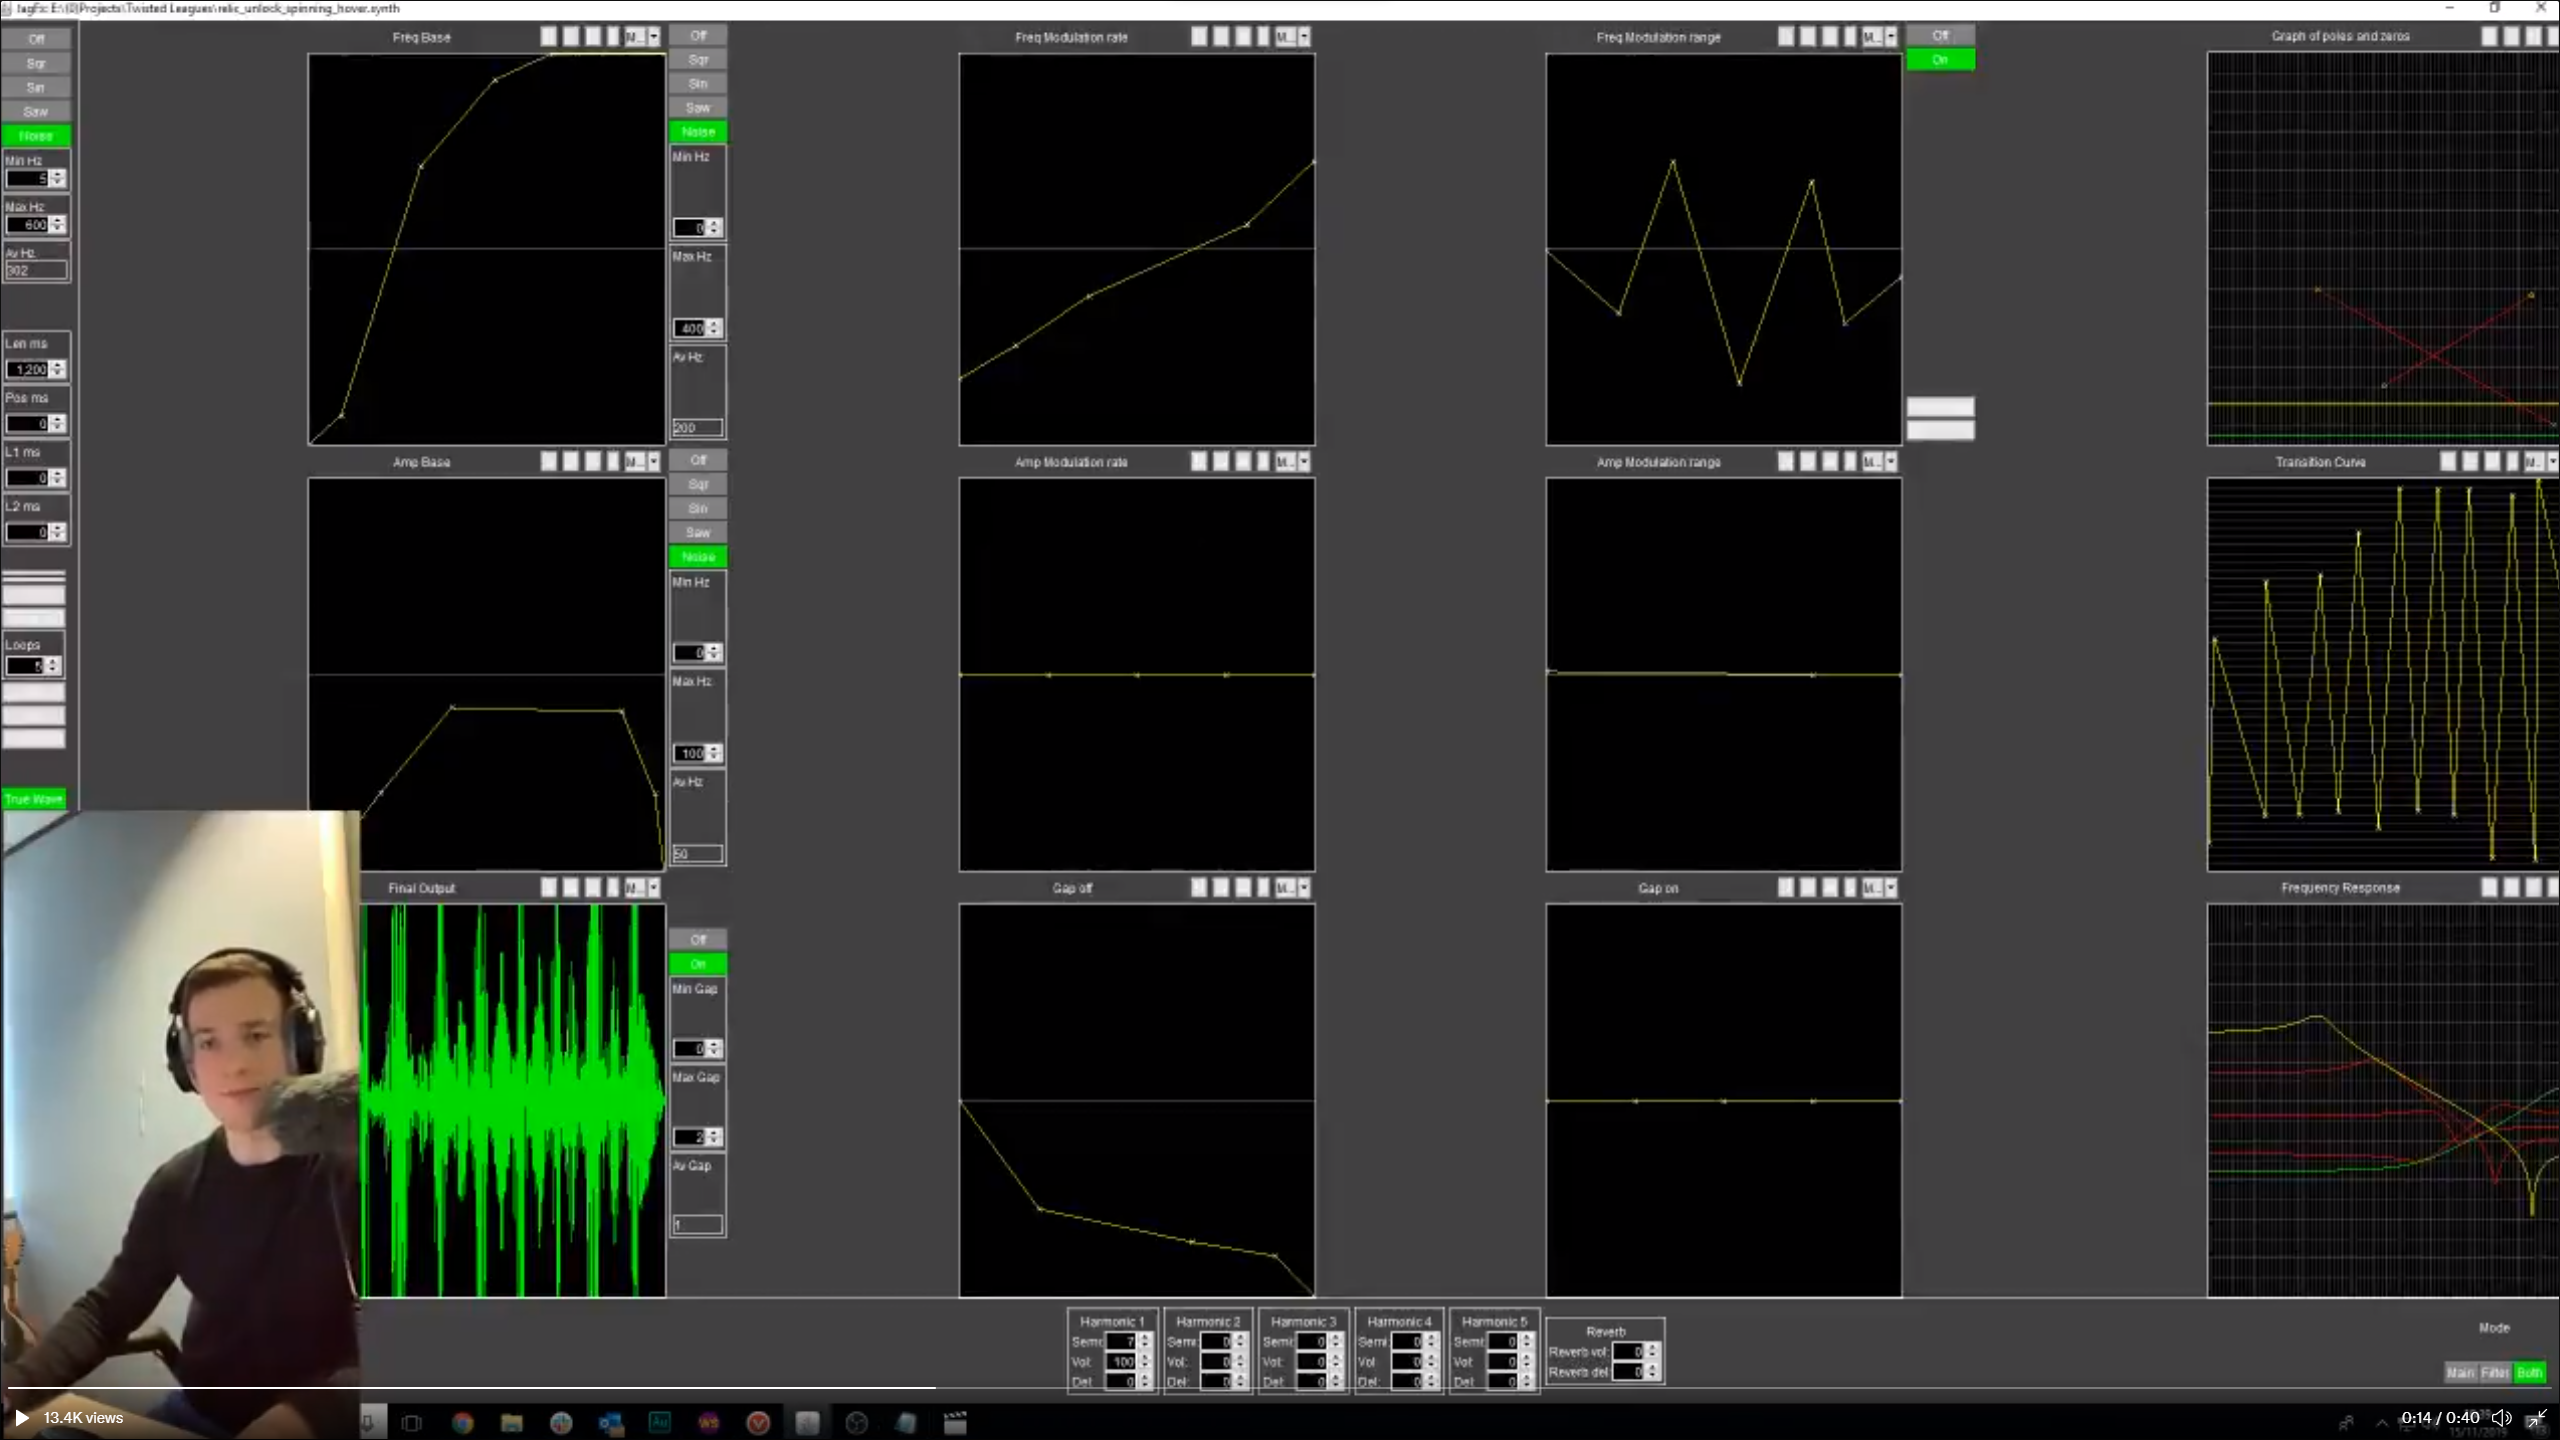 JagFx: E:\(0)Projects\Twisted Leagues\relic_unlock_spinning_hover.synth
Off
Sqr
Sin
Saw
Noise
Min Hz
5
Max Hz
600
Av Hz
302
Len ms
1,200
Pos ms
0
L1 ms
0
L2 ms
0
Loops
5
True Wave
Freq Base
M...
Off
Sqr
Sin
Saw
Noise
Min Hz
0
Max Hz
400
Av Hz
200
Freq Modulation rate
M...
Freq Modulation range
M...
Off
On
Graph of poles and zeros
Amp Base
M...
Off
Sqr
Sin
Saw
Noise
Min Hz
0
Max Hz
100
Av Hz
50
Amp Modulation rate
M...
Amp Modulation range
M...
Transition Curve
M...
Final Output
M...
Off
On
Min Gap
0
Max Gap
2
Av Gap
1
Gap off
M...
Gap on
M...
Frequency Response
Harmonic 1
Semi: 7
Vol: 100
Del: 0
Harmonic 2
Semi: 0
Vol: 0
Del: 0
Harmonic 3
Semi: 0
Vol: 0
Del: 0
Harmonic 4
Semi: 0
Vol: 0
Del: 0
Harmonic 5
Semi: 0
Vol: 0
Del: 0
Reverb
Reverb vol: 0
Reverb del: 0
Mode
Main Filter Both
13.4K views
Au
0:14 / 0:40
15/11/2019